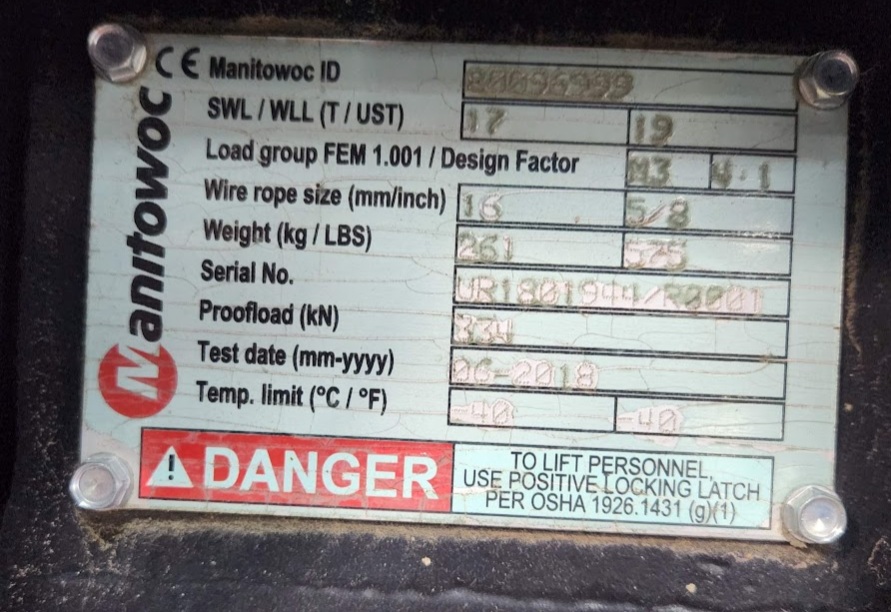 Manitowoc
CE Manitowoc ID 80096999
SWL / WLL (T / UST) 17 19
Load group FEM 1.001 / Design Factor M3 4.1
Wire rope size (mm/inch) 16 5/8
Weight (kg / LBS) 261 575
Serial No. UR1801944/R0001
Proofload (kN) 334
Test date (mm-yyyy) 06-2018
Temp. limit (°C / °F) -40 -40
! DANGER
TO LIFT PERSONNEL,
USE POSITIVE LOCKING LATCH
PER OSHA 1926.1431 (g)(1)